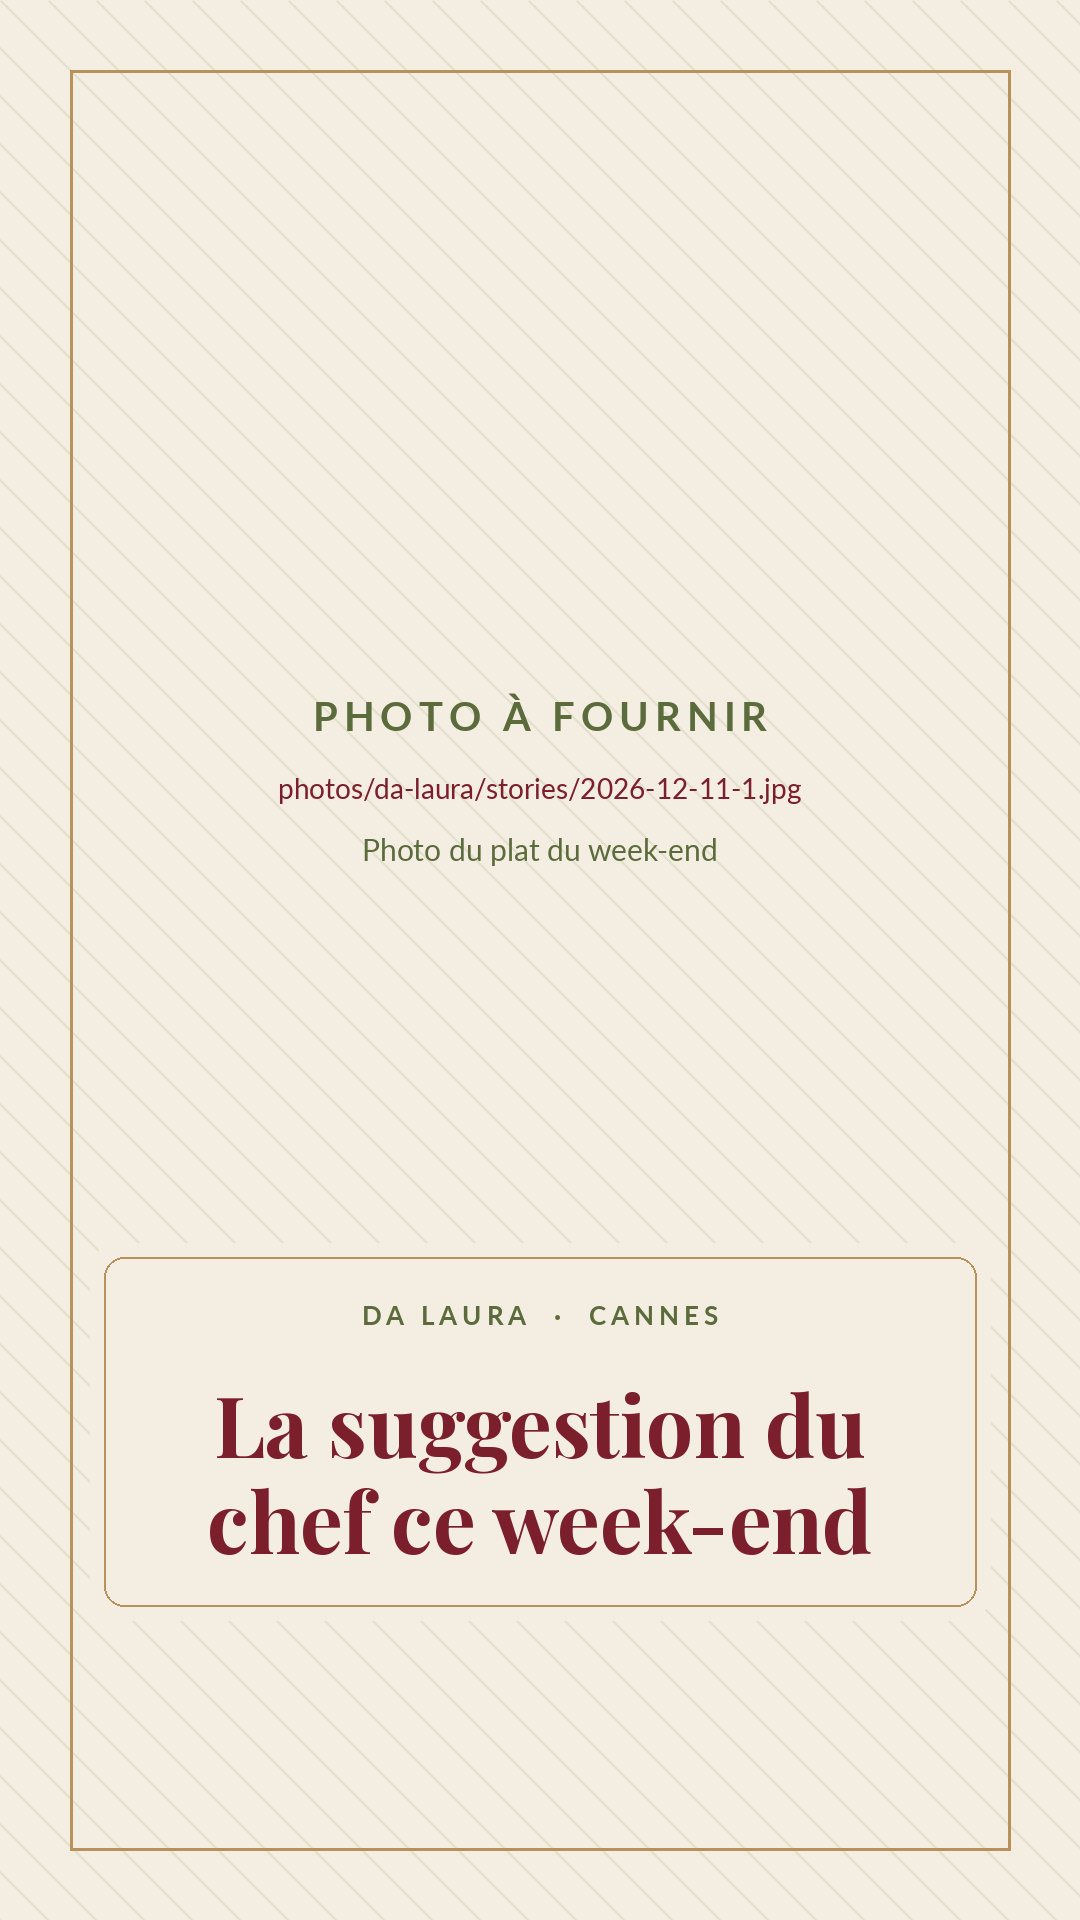 PHOTO À FOURNIR
photos/da-laura/stories/2026-12-11-1.jpg
Photo du plat du week-end
DA LAURA · CANNES
La suggestion du
chef ce week-end